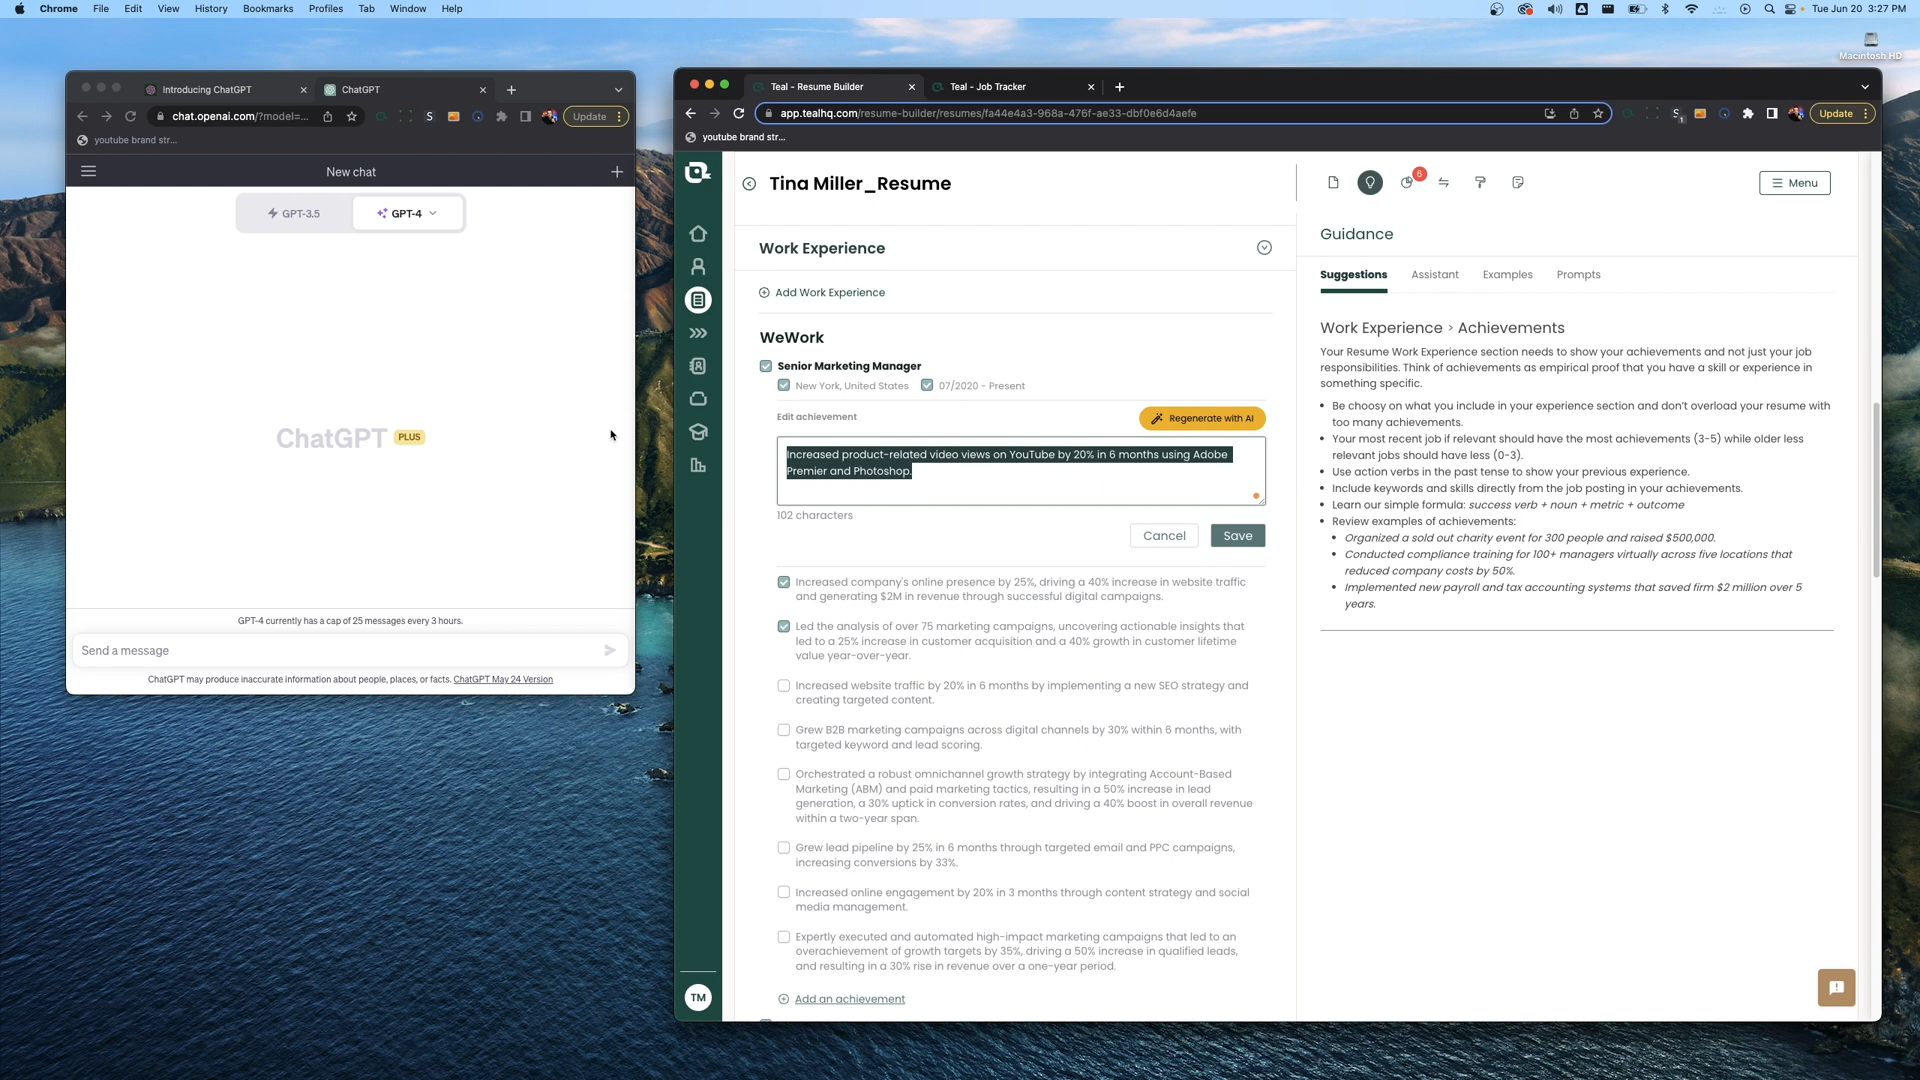 Chrome File Edit View History Bookmarks Profiles Tab Window Help
Tue Jun 20 3:27 PM
Macintosh HD
Introducing ChatGPT
ChatGPT
chat.openai.com/?model=...
Update
youtube brand str...
New chat
GPT-3.5
GPT-4
ChatGPT PLUS
GPT-4 currently has a cap of 25 messages every 3 hours.
Send a message
ChatGPT may produce inaccurate information about people, places, or facts. ChatGPT May 24 Version
Teal - Resume Builder
Teal - Job Tracker
app.tealhq.com/resume-builder/resumes/fa44e4a3-968a-476f-ae33-dbf0e6d4aefe
Update
youtube brand str...
Tina Miller_Resume
6
Menu
Work Experience
Add Work Experience
WeWork
Senior Marketing Manager
New York, United States
07/2020 - Present
Edit achievement
Regenerate with AI
Increased product-related video views on YouTube by 20% in 6 months using Adobe
Premier and Photoshop.
102 characters
Cancel
Save
Increased company's online presence by 25%, driving a 40% increase in website traffic
and generating $2M in revenue through successful digital campaigns.
Led the analysis of over 75 marketing campaigns, uncovering actionable insights that
led to a 25% increase in customer acquisition and a 40% growth in customer lifetime
value year-over-year.
Increased website traffic by 20% in 6 months by implementing a new SEO strategy and
creating targeted content.
Grew B2B marketing campaigns across digital channels by 30% within 6 months, with
targeted keyword and lead scoring.
Orchestrated a robust omnichannel growth strategy by integrating Account-Based
Marketing (ABM) and paid marketing tactics, resulting in a 50% increase in lead
generation, a 30% uptick in conversion rates, and driving a 40% boost in overall revenue
within a two-year span.
Grew lead pipeline by 25% in 6 months through targeted email and PPC campaigns,
increasing conversions by 33%.
Increased online engagement by 20% in 3 months through content strategy and social
media management.
Expertly executed and automated high-impact marketing campaigns that led to an
overachievement of growth targets by 35%, driving a 50% increase in qualified leads,
and resulting in a 30% rise in revenue over a one-year period.
Add an achievement
TM
Guidance
Suggestions
Assistant
Examples
Prompts
Work Experience > Achievements
Your Resume Work Experience section needs to show your achievements and not just your job
responsibilities. Think of achievements as empirical proof that you have a skill or experience in
something specific.
Be choosy on what you include in your experience section and don't overload your resume with
too many achievements.
Your most recent job if relevant should have the most achievements (3-5) while older less
relevant jobs should have less (0-3).
Use action verbs in the past tense to show your previous experience.
Include keywords and skills directly from the job posting in your achievements.
Learn our simple formula: success verb + noun + metric + outcome
Review examples of achievements:
Organized a sold out charity event for 300 people and raised $500,000.
Conducted compliance training for 100+ managers virtually across five locations that
reduced company costs by 50%.
Implemented new payroll and tax accounting systems that saved firm $2 million over 5
years.